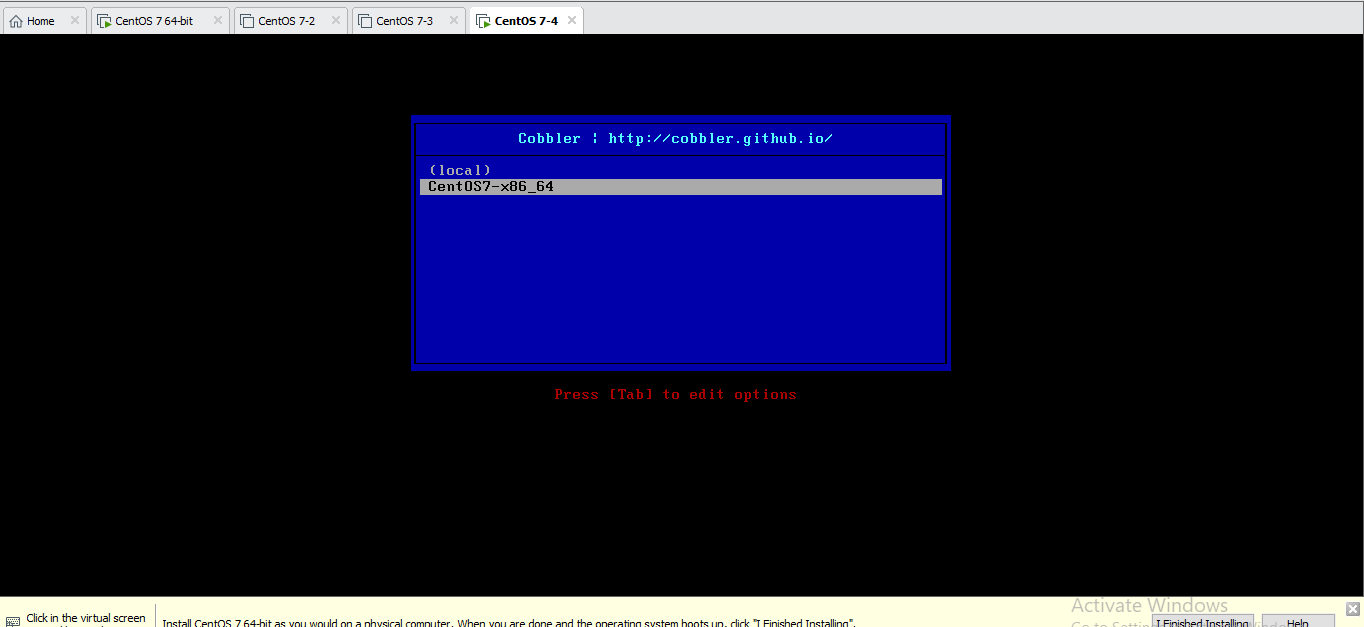 Home
CentOS 7 64-bit
CentOS 7-2
CentOS 7-3
CentOS 7-4
Cobbler ¦ http://cobbler.github.io/
(local)
CentOS7-x86_64
Press [Tab] to edit options
Activate Windows
Click in the virtual screen
Install CentOS 7 64-bit as you would on a physical computer. When you are done and the operating system boots up, click "I Finished Installing".
Go to Settin
I Finished Installing
Help